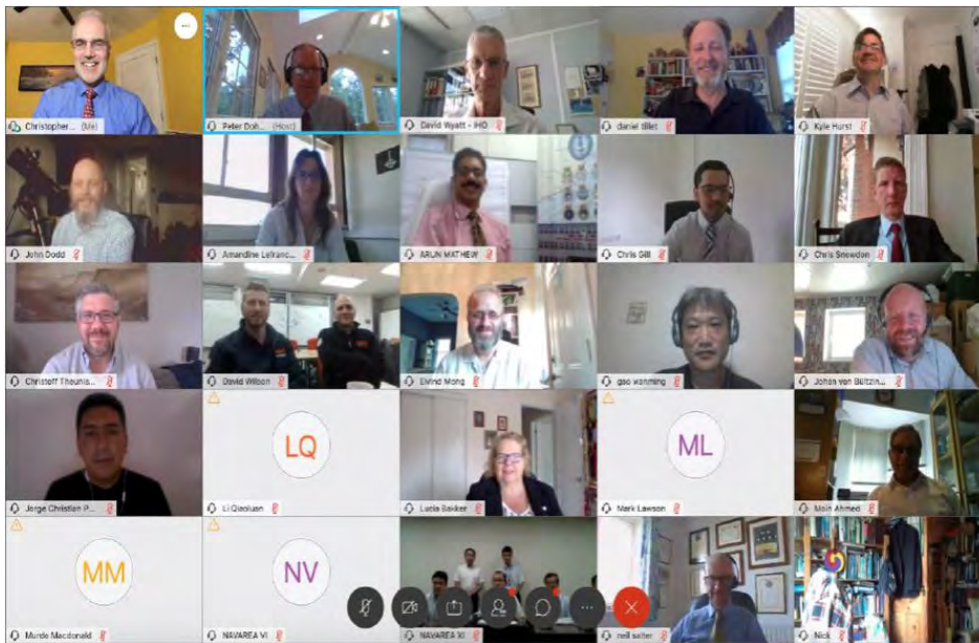 Christopher... (Me)
Peter Doh... (Host)
David Wyatt - IHO
daniel tillet
Kyle Hurst
John Dodd
Amardine Lefranc...
ARUN MATHEW
Chris Gill
Chris Snowdon
Christoff Theunis...
David Wilson
Eivind Mong
gao wanming
Johan von Bültzin...
Jorge Christian P...
LQ
Li Qiaoluan
Lucia Bakker
ML
Mark Lawson
Moin Ahmed
MM
Murdo Macdonald
NV
NAVAREA VI
NAVAREA XI
neil salter
Nick